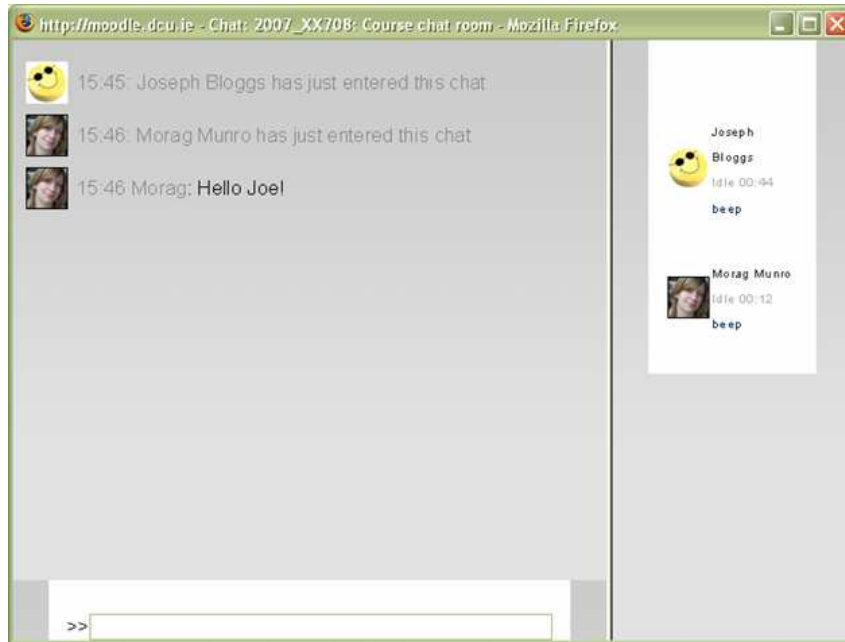 http://moodle.dcu.ie - Chat: 2007_XX708: Course chat room - Mozilla Firefox
15:45: Joseph Bloggs has just entered this chat
15:46: Morag Munro has just entered this chat
15:46 Morag: Hello Joe!
Joseph
Bloggs
Idle 00:44
beep
Morag Munro
Idle 00:12
beep
>>